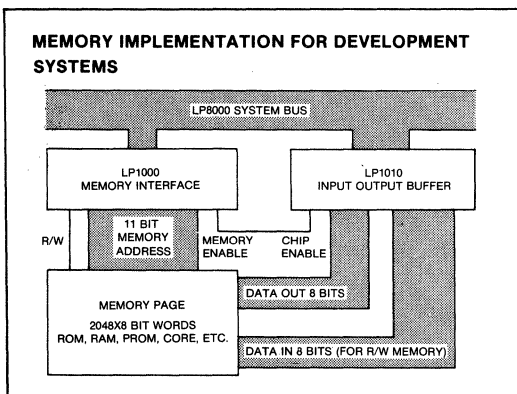 MEMORY IMPLEMENTATION FOR DEVELOPMENT
SYSTEMS
LP8000 SYSTEM BUS
LP1000
MEMORY INTERFACE
LP1010
INPUT OUTPUT BUFFER
R/W
11 BIT
MEMORY
ADDRESS
MEMORY
ENABLE
CHIP
ENABLE
DATA OUT 8 BITS
MEMORY PAGE
2048X8 BIT WORDS
ROM, RAM, PROM, CORE, ETC.
DATA IN 8 BITS (FOR R/W MEMORY)